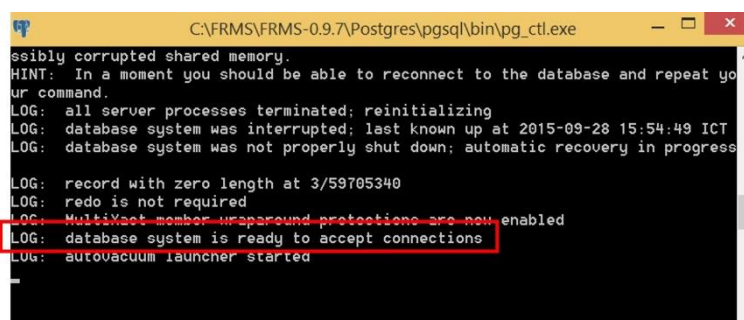 C:\FRMS\FRMS-0.9.7\Postgres\pgsql\bin\pg_ctl.exe
ssibly corrupted shared memory.
HINT:  In a moment you should be able to reconnect to the database and repeat yo
ur command.
LOG:  all server processes terminated; reinitializing
LOG:  database system was interrupted; last known up at 2015-09-28 15:54:49 ICT
LOG:  database system was not properly shut down; automatic recovery in progress
LOG:  record with zero length at 3/59705340
LOG:  redo is not required
LOG:  MultiXact member wraparound protections are now enabled
LOG:  database system is ready to accept connections
LOG:  autovacuum launcher started